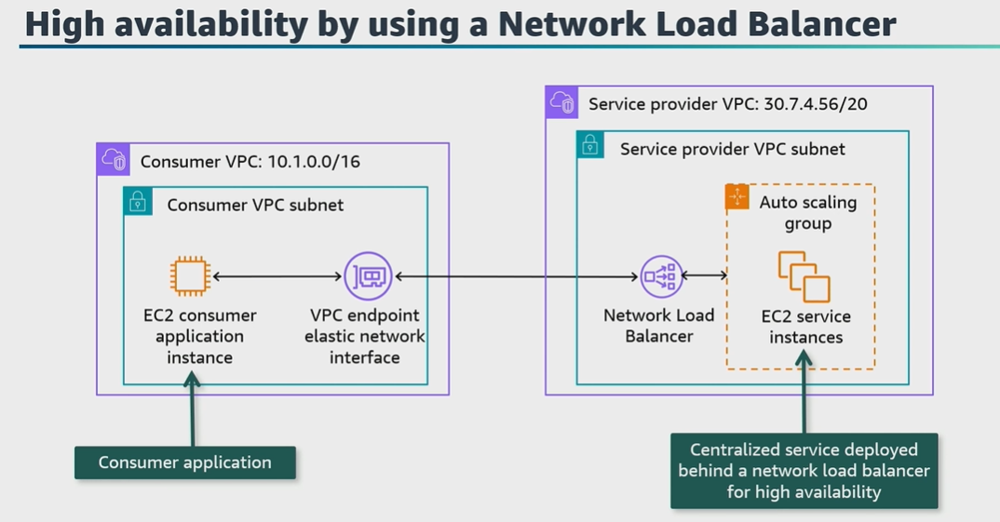 High availability by using a Network Load Balancer
Consumer VPC: 10.1.0.0/16
Consumer VPC subnet
EC2 consumer
application
instance
VPC endpoint
elastic network
interface
Consumer application
Service provider VPC: 30.7.4.56/20
Service provider VPC subnet
Auto scaling
group
Network Load
Balancer
EC2 service
instances
Centralized service deployed
behind a network load balancer
for high availability